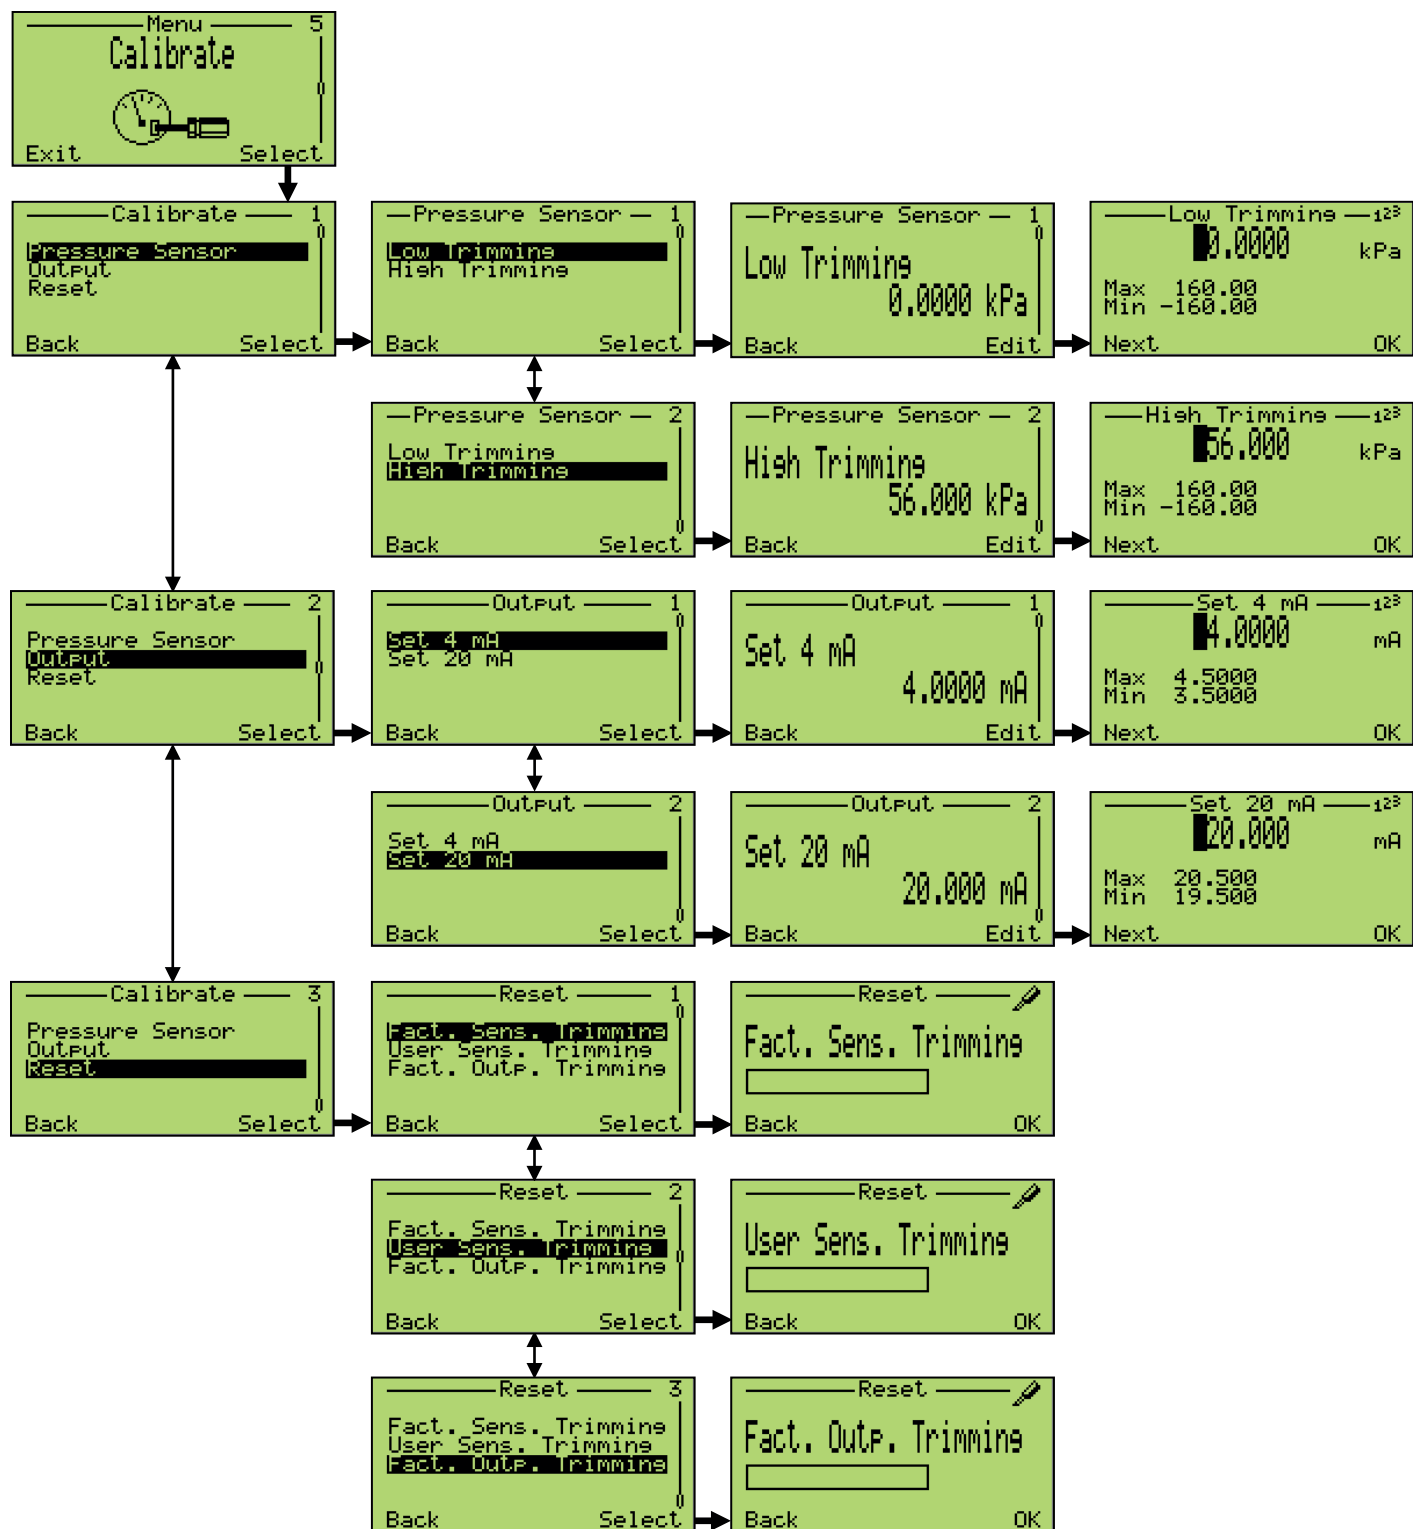 Menu 5
Calibrate
Exit Select
Calibrate 1
Pressure Sensor
Output
Reset
Back Select
Pressure Sensor 1
Low Trimming
High Trimming
Back Select
Pressure Sensor 1
Low Trimming
0.0000 kPa
Back Edit
Low Trimming 123
0.0000 kPa
Max 160.00
Min -160.00
Next OK
Pressure Sensor 2
Low Trimming
High Trimming
Back Select
Pressure Sensor 2
High Trimming
56.000 kPa
Back Edit
High Trimming 123
56.000 kPa
Max 160.00
Min -160.00
Next OK
Calibrate 2
Pressure Sensor
Output
Reset
Back Select
Output 1
Set 4 mA
Set 20 mA
Back Select
Output 1
Set 4 mA
4.0000 mA
Back Edit
Set 4 mA 123
4.0000 mA
Max 4.5000
Min 3.5000
Next OK
Output 2
Set 4 mA
Set 20 mA
Back Select
Output 2
Set 20 mA
20.000 mA
Back Edit
Set 20 mA 123
20.000 mA
Max 20.500
Min 19.500
Next OK
Calibrate 3
Pressure Sensor
Output
Reset
Back Select
Reset 1
Fact. Sens. Trimming
User Sens. Trimming
Fact. Outp. Trimming
Back Select
Reset
Fact. Sens. Trimming
Back OK
Reset 2
Fact. Sens. Trimming
User Sens. Trimming
Fact. Outp. Trimming
Back Select
Reset
User Sens. Trimming
Back OK
Reset 3
Fact. Sens. Trimming
User Sens. Trimming
Fact. Outp. Trimming
Back Select
Reset
Fact. Outp. Trimming
Back OK